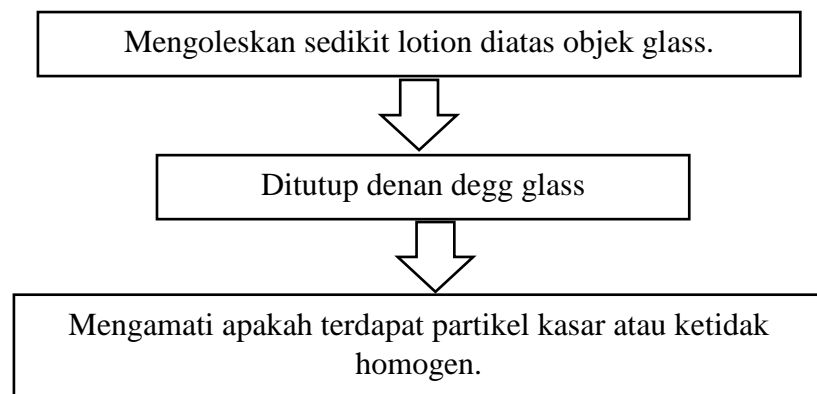 Mengoleskan sedikit lotion diatas objek glass.
Ditutup denan degg glass
Mengamati apakah terdapat partikel kasar atau ketidak
homogen.